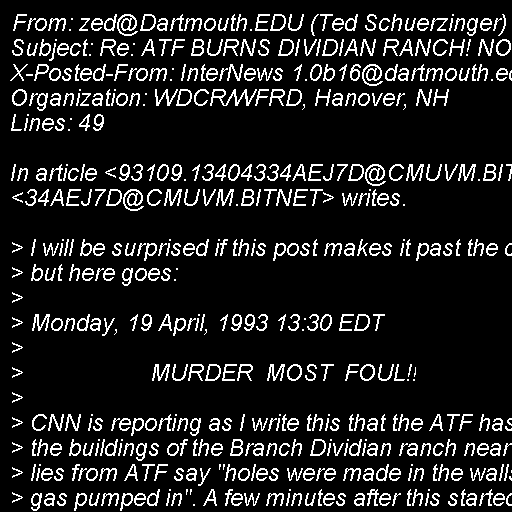 From: zed@Dartmouth.EDU (Ted Schuerzinger)
Subject: Re: ATF BURNS DIVIDIAN RANCH! NO
X-Posted-From: InterNews 1.0b16@dartmouth.e
Organization: WDCR/WFRD, Hanover, NH
Lines: 49

In article <93109.13404334AEJ7D@CMUVM.BIT
<34AEJ7D@CMUVM.BITNET> writes.

> I will be surprised if this post makes it past the
> but here goes:
>
> Monday, 19 April, 1993 13:30 EDT
>
> MURDER MOST FOUL!!
>
> CNN is reporting as I write this that the ATF has
> the buildings of the Branch Dividian ranch near
> lies from ATF say "holes were made in the walls
> gas pumped in". A few minutes after this started